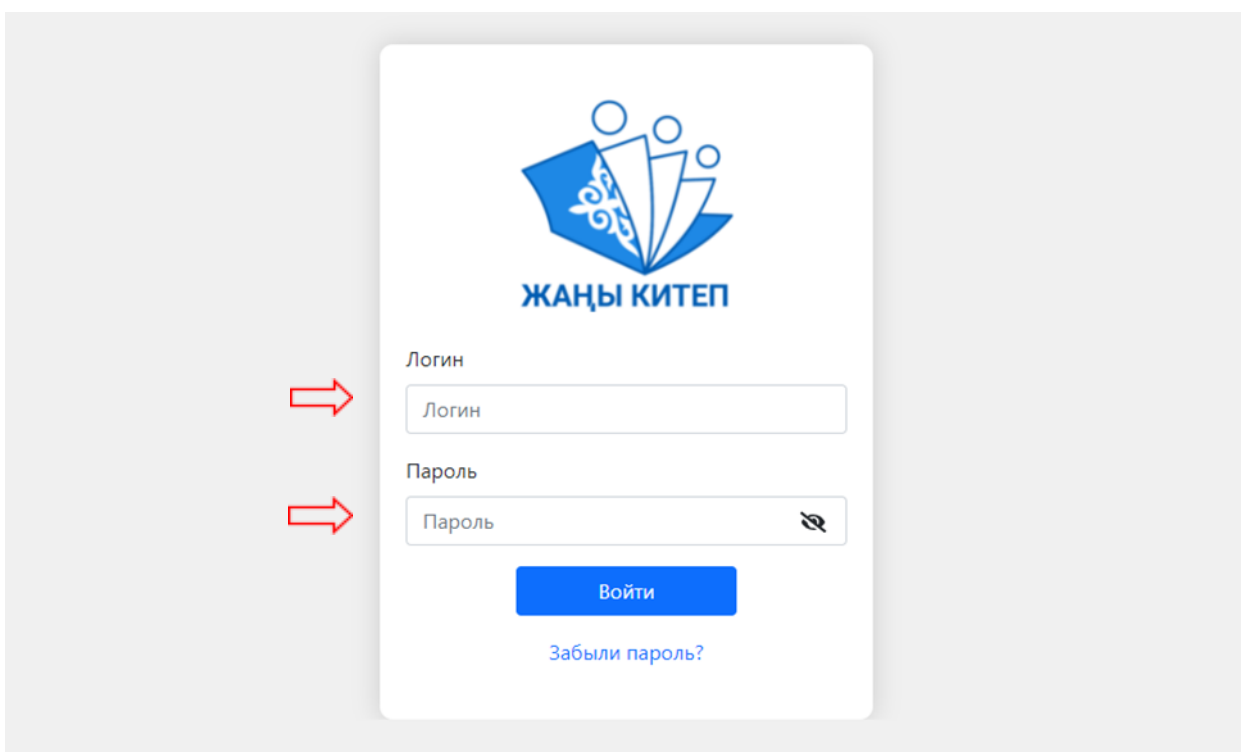 ЖАҢЫ КИТЕП
Логин
Логин
Пароль
Пароль
Войти
Забыли пароль?